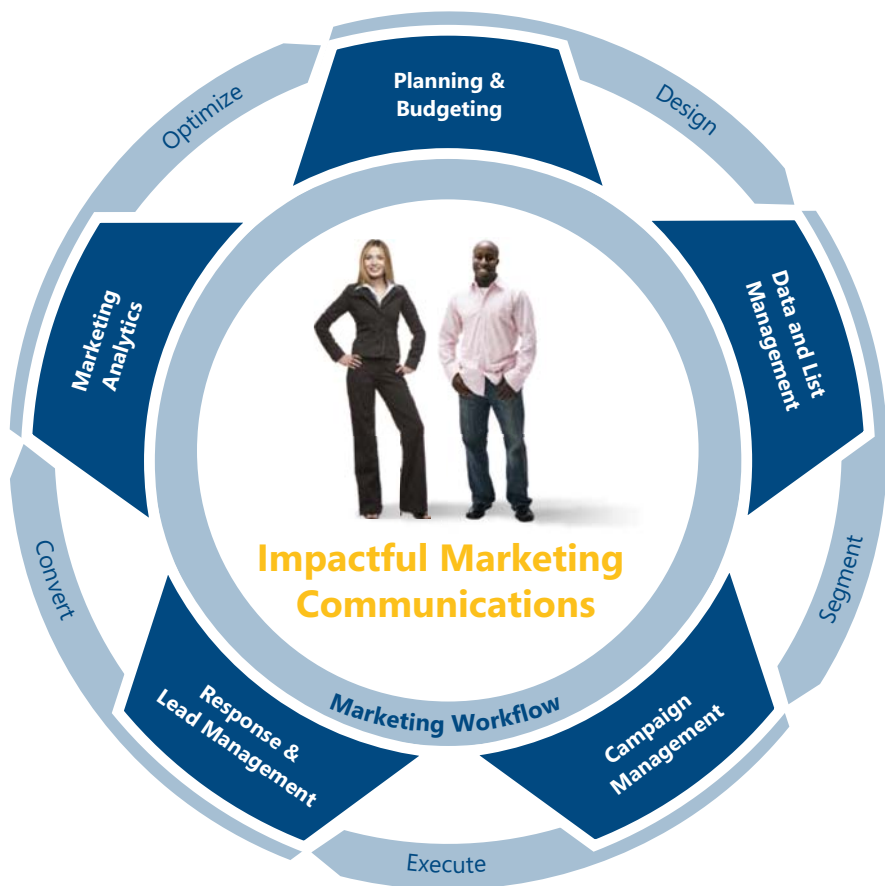 Planning &
Budgeting
Design
Data and List
Management
Segment
Campaign
Management
Execute
Response &
Lead Management
Convert
Marketing
Analytics
Optimize
Impactful Marketing
Communications
Marketing Workflow